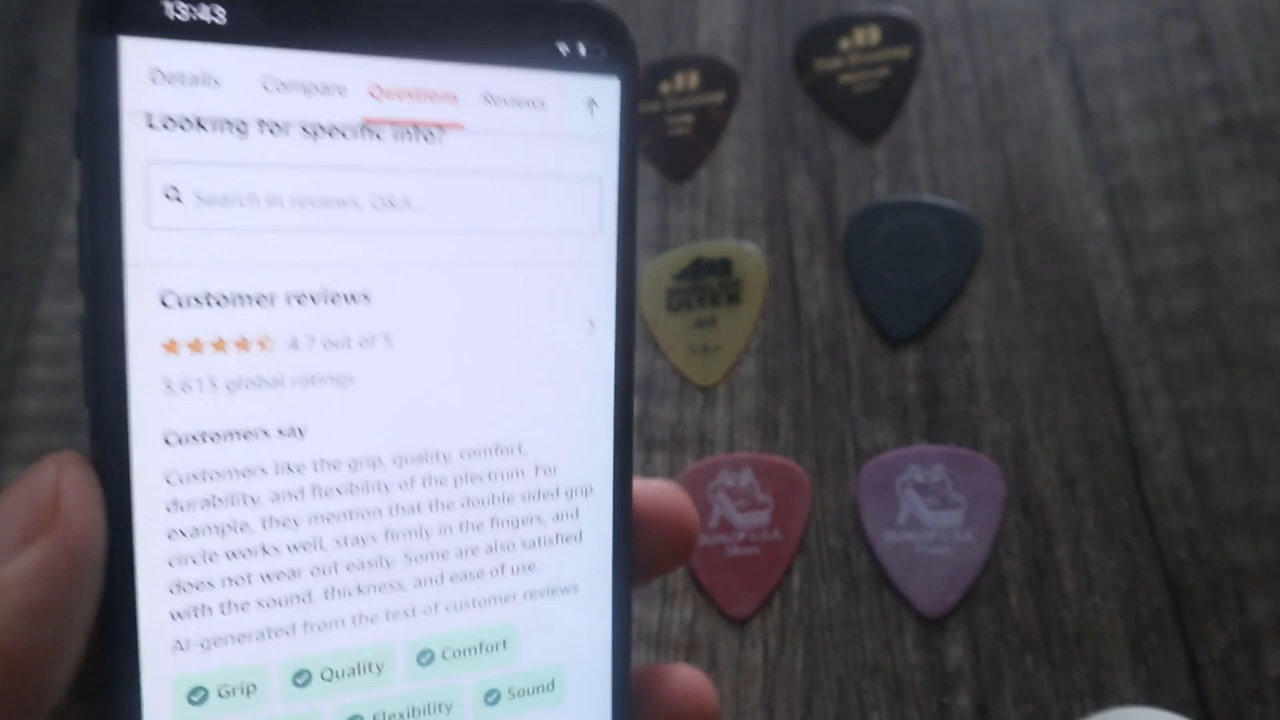 13:43
Details Compare Questions Reviews
Looking for specific info?
Search in reviews, Q&A...
Customer reviews
4.7 out of 5
3,613 global ratings
Customers say
Customers like the grip, quality, comfort,
durability, and flexibility of the plectrum. For
example, they mention that the double sided grip
circle works well, stays firmly in the fingers, and
does not wear out easily. Some are also satisfied
with the sound, thickness, and ease of use.
AI-generated from the text of customer reviews
Grip Quality Comfort
Flexibility Sound
ULTEX
DUNLOP U.S.A.
DUNLOP U.S.A.